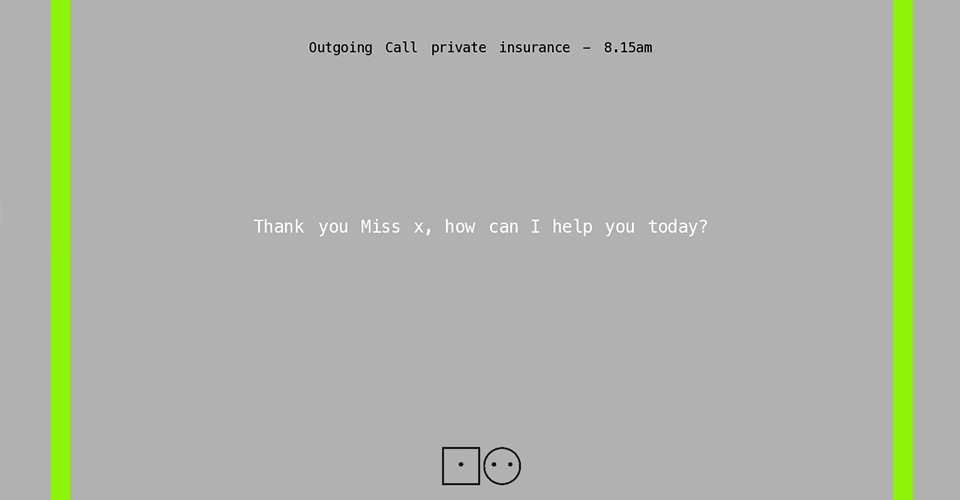 Outgoing Call private insurance – 8.15am
Thank you Miss x, how can I help you today?